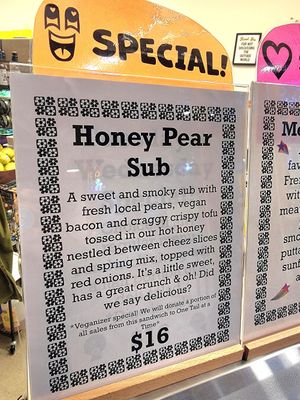 SPECIAL!
Honey Pear
Sub
A sweet and smoky sub with
fresh local pears, vegan
bacon and craggy crispy tofu
tossed in our hot honey
nestled between cheez slices
and spring mix, topped with
red onions. It's a little sweet,
has a great crunch & oh! Did
we say delicious?
*Veganizer special! We will donate a portion of
all sales from this sandwich to One Tail at a
Time*
$16